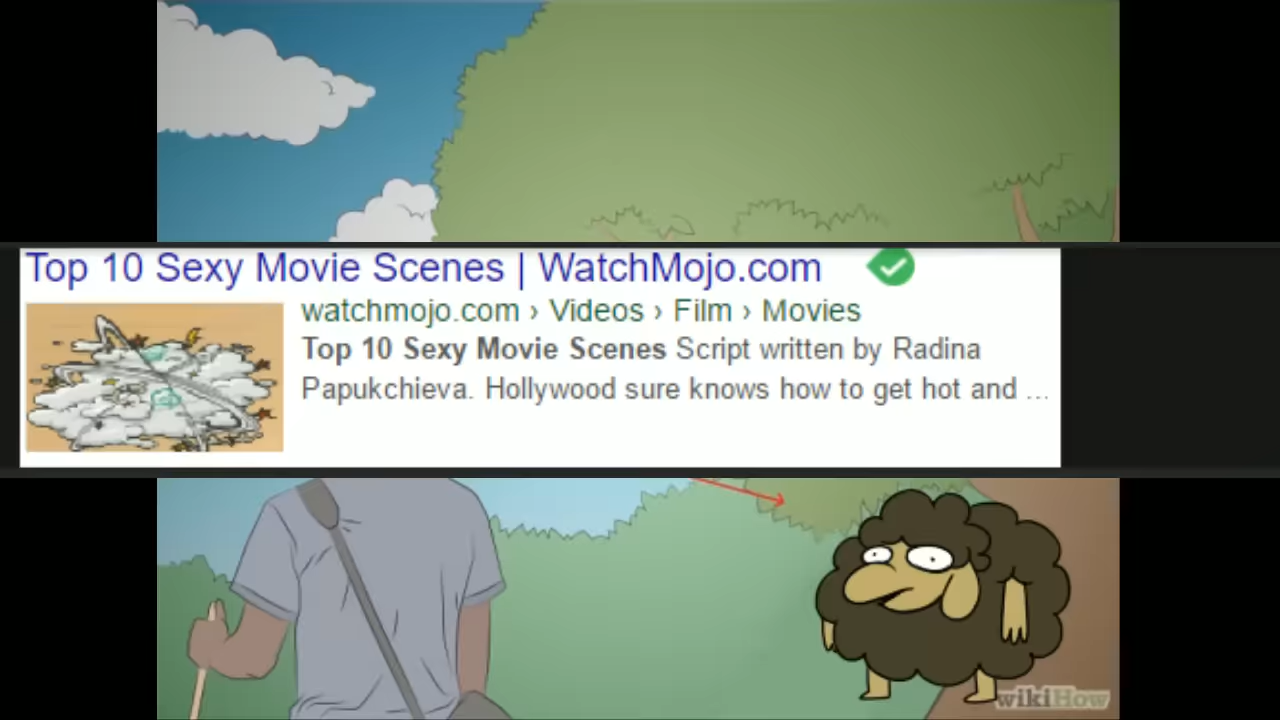 Top 10 Sexy Movie Scenes | WatchMojo.com
watchmojo.com › Videos › Film › Movies
Top 10 Sexy Movie Scenes Script written by Radina
Papukchieva. Hollywood sure knows how to get hot and ...
wikiHow